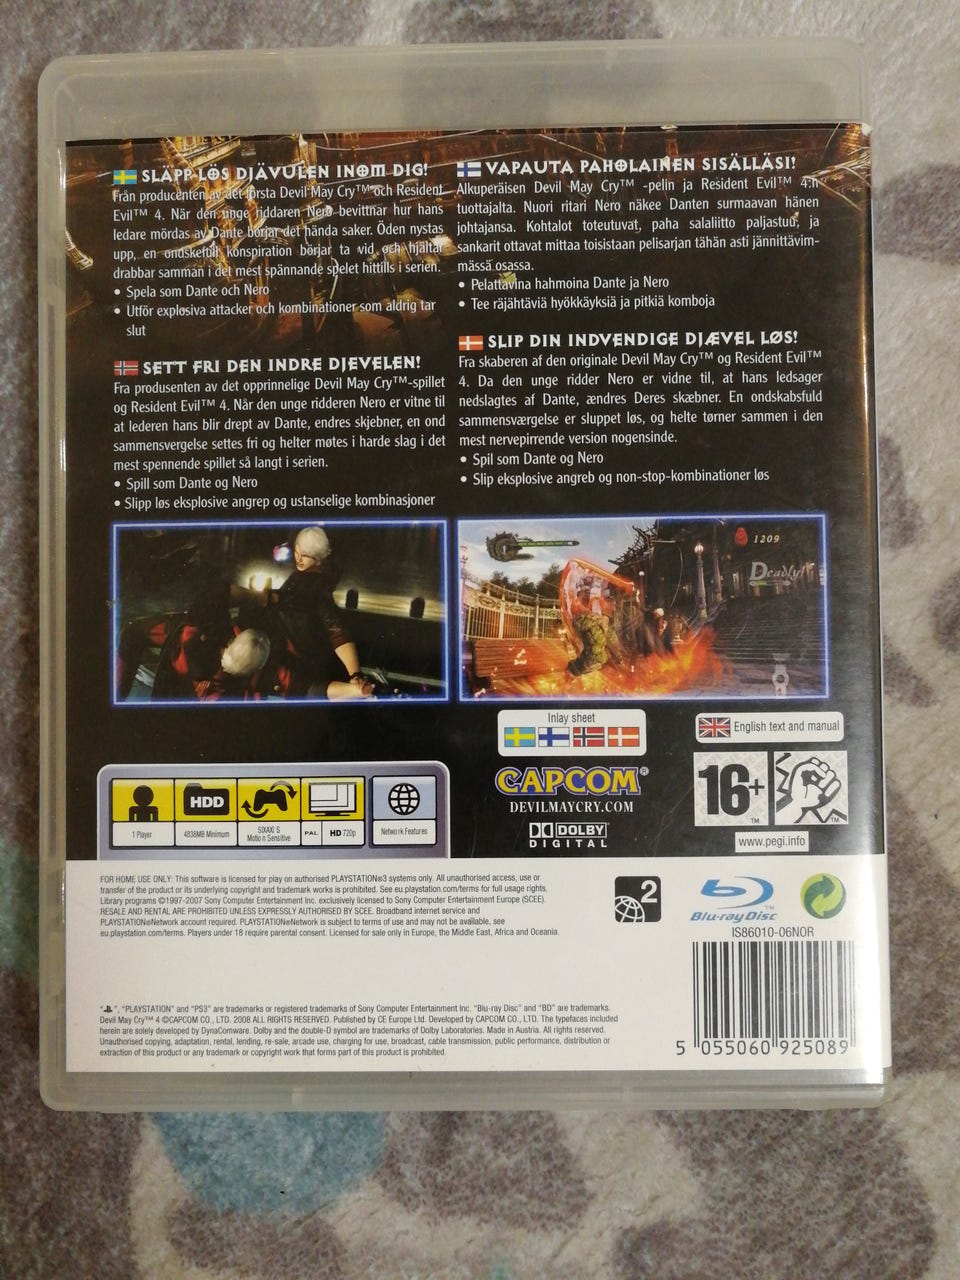 SLÄPP LÖS DJÄVULEN INOM DIG!
Från producenten av det första Devil May Cry™ och Resident
Evil™ 4. När den unge riddaren Nero bevittnar hur hans
ledare mördas av Dante börjar det hända saker. Öden nystas
upp, en ondskefull konspiration börjar ta vid och hjältar
drabbar samman i det mest spännande spelet hittills i serien.
• Spela som Dante och Nero
• Utför explosiva attacker och kombinationer som aldrig tar
slut
VAPAUTA PAHOLAINEN SISÄLLÄSI!
Alkuperäisen Devil May Cry™ -pelin ja Resident Evil™ 4:n
tuottajalta. Nuori ritari Nero näkee Danten surmaavan hänen
johtajansa. Kohtalot toteutuvat, paha salaliitto paljastuu, ja
sankarit ottavat mittaa toisistaan pelisarjan tähän asti jännittävim-
mässä osassa.
• Pelattavina hahmoina Dante ja Nero
• Tee räjähtäviä hyökkäyksiä ja pitkiä komboja
SETT FRI DEN INDRE DJEVELEN!
Fra produsenten av det opprinnelige Devil May Cry™-spillet
og Resident Evil™ 4. Når den unge ridderen Nero er vitne til
at lederen hans blir drept av Dante, endres skjebner, en ond
sammensvergelse settes fri og helter møtes i harde slag i det
mest spennende spillet så langt i serien.
• Spill som Dante og Nero
• Slipp løs eksplosive angrep og ustanselige kombinasjoner
SLIP DIN INDVENDIGE DJÆVEL LØS!
Fra skaberen af den originale Devil May Cry™ og Resident Evil™
4. Da den unge ridder Nero er vidne til, at hans ledsager
nedslagtes af Dante, ændres Deres skæbner. En ondskabsfuld
sammensværgelse er sluppet løs, og helte tørner sammen i den
mest nervepirrende version nogensinde.
• Spil som Dante og Nero
• Slip eksplosive angreb og non-stop-kombinationer løs
1209
Deadly!
Inlay sheet
English text and manual
CAPCOM®
DEVILMAYCRY.COM
DOLBY
DIGITAL
16+
TM
TM
www.pegi.info
HDD
1 Player
4838MB Minimum
SIXAXIS
Motion Sensitive
PAL
HD 720p
Network Features
FOR HOME USE ONLY: This software is licensed for play on authorised PLAYSTATION®3 systems only. All unauthorised access, use or
transfer of the product or its underlying copyright and trademark works is prohibited. See eu.playstation.com/terms for full usage rights.
Library programs ©1997-2007 Sony Computer Entertainment Inc. exclusively licensed to Sony Computer Entertainment Europe (SCEE).
RESALE AND RENTAL ARE PROHIBITED UNLESS EXPRESSLY AUTHORISED BY SCEE. Broadband internet service and
PLAYSTATION®Network account required. PLAYSTATION®Network is subject to terms of use and may not be available, see
eu.playstation.com/terms. Players under 18 require parental consent. Licensed for sale only in Europe, the Middle East, Africa and Oceania.
2
Blu-ray Disc™
IS86010-06NOR
"PLAYSTATION" and "PS3" are trademarks or registered trademarks of Sony Computer Entertainment Inc. "Blu-ray Disc" and "BD" are trademarks.
Devil May Cry™ 4 ©CAPCOM CO., LTD. 2008 ALL RIGHTS RESERVED. Published by CE Europe Ltd. Developed by CAPCOM CO., LTD. The typefaces included
herein are solely developed by DynaComware. Dolby and the double-D symbol are trademarks of Dolby Laboratories. Made in Austria. All rights reserved.
Unauthorised copying, adaptation, rental, lending, re-sale, arcade use, charging for use, broadcast, cable transmission, public performance, distribution or
extraction of this product or any trademark or copyright work that forms part of this product is prohibited.
5 055060 925089